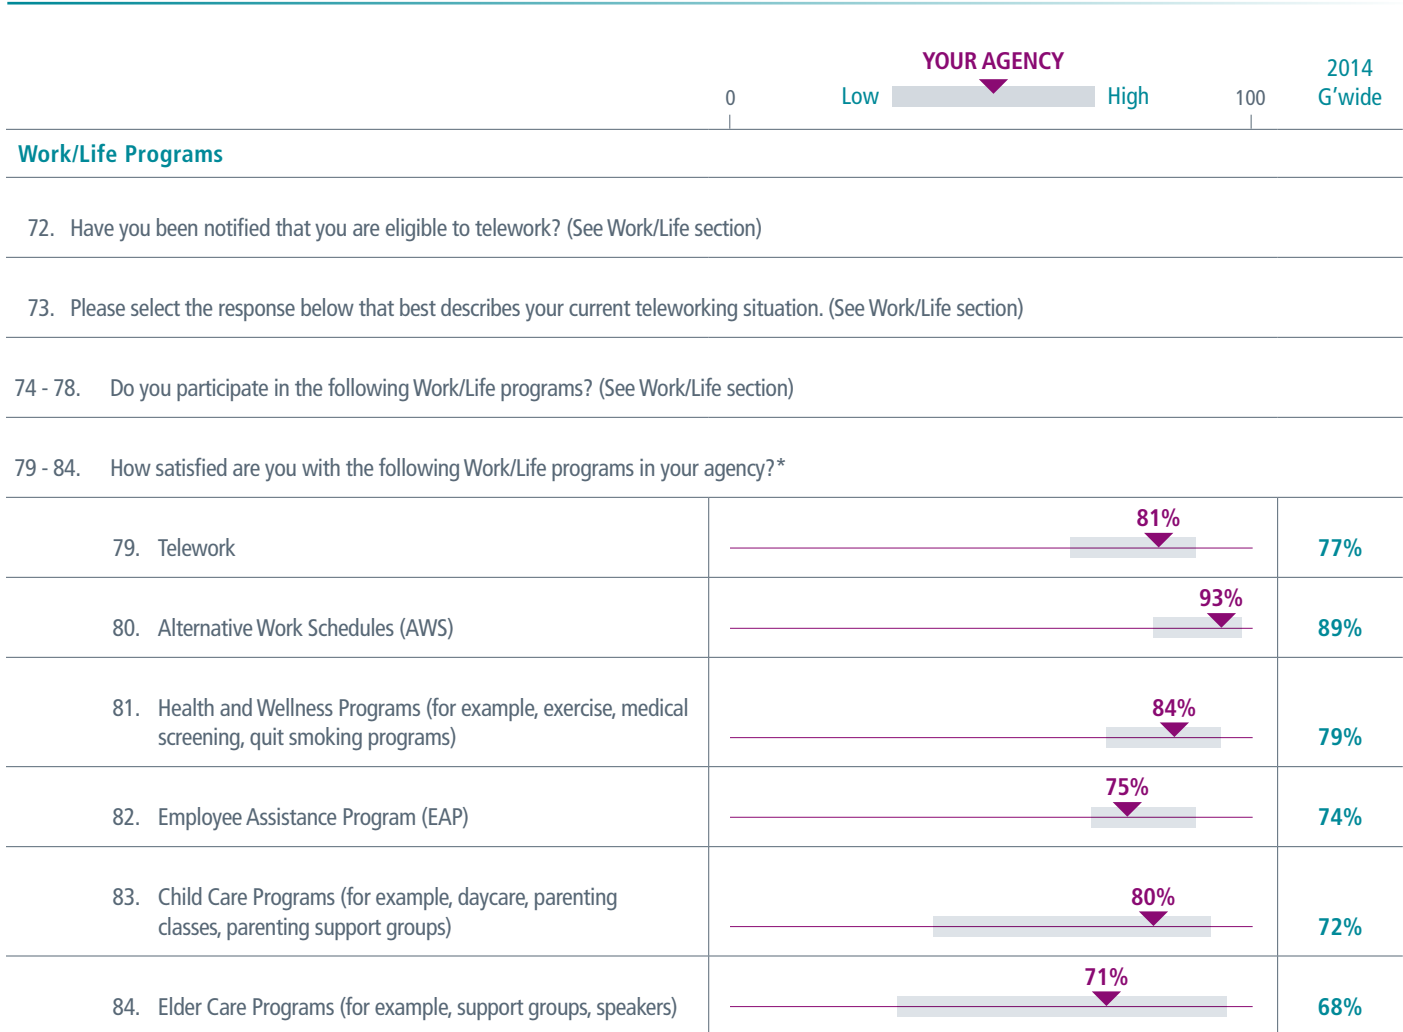 YOUR AGENCY
2014
0 Low High 100 G’wide
Work/Life Programs
72. Have you been notified that you are eligible to telework? (See Work/Life section)
73. Please select the response below that best describes your current teleworking situation. (See Work/Life section)
74 - 78. Do you participate in the following Work/Life programs? (See Work/Life section)
79 - 84. How satisfied are you with the following Work/Life programs in your agency?*
81%
79. Telework 77%
93%
80. Alternative Work Schedules (AWS) 89%
81. Health and Wellness Programs (for example, exercise, medical 84%
screening, quit smoking programs) 79%
75%
82. Employee Assistance Program (EAP) 74%
83. Child Care Programs (for example, daycare, parenting 80%
classes, parenting support groups) 72%
71%
84. Elder Care Programs (for example, support groups, speakers) 68%